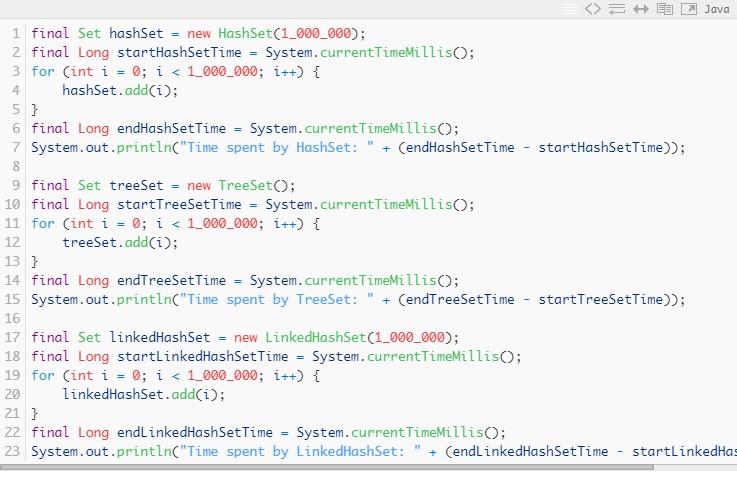 Java
1 final Set hashSet = new HashSet(1_000_000);
2 final Long startHashSetTime = System.currentTimeMillis();
3 for (int i = 0; i < 1_000_000; i++) {
4     hashSet.add(i);
5 }
6 final Long endHashSetTime = System.currentTimeMillis();
7 System.out.println("Time spent by HashSet: " + (endHashSetTime - startHashSetTime));
8
9 final Set treeSet = new TreeSet();
10 final Long startTreeSetTime = System.currentTimeMillis();
11 for (int i = 0; i < 1_000_000; i++) {
12     treeSet.add(i);
13 }
14 final Long endTreeSetTime = System.currentTimeMillis();
15 System.out.println("Time spent by TreeSet: " + (endTreeSetTime - startTreeSetTime));
16
17 final Set linkedHashSet = new LinkedHashSet(1_000_000);
18 final Long startLinkedHashSetTime = System.currentTimeMillis();
19 for (int i = 0; i < 1_000_000; i++) {
20     linkedHashSet.add(i);
21 }
22 final Long endLinkedHashSetTime = System.currentTimeMillis();
23 System.out.println("Time spent by LinkedHashSet: " + (endLinkedHashSetTime - startLinkedHas